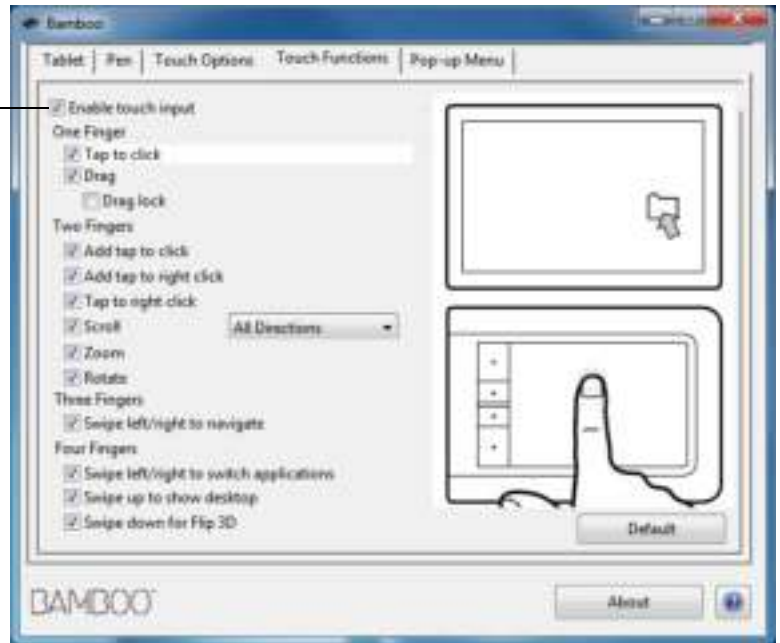 Bamboo
Tablet Pen Touch Options Touch Functions Pop-up Menu
Enable touch input
One Finger
Tap to click
Drag
Drag lock
Two Fingers
Add tap to click
Add tap to right click
Tap to right click
Scroll All Directions
Zoom
Rotate
Three Fingers
Swipe left/right to navigate
Four Fingers
Swipe left/right to switch applications
Swipe up to show desktop
Swipe down for Flip 3D
Default
BAMBOO
About
?